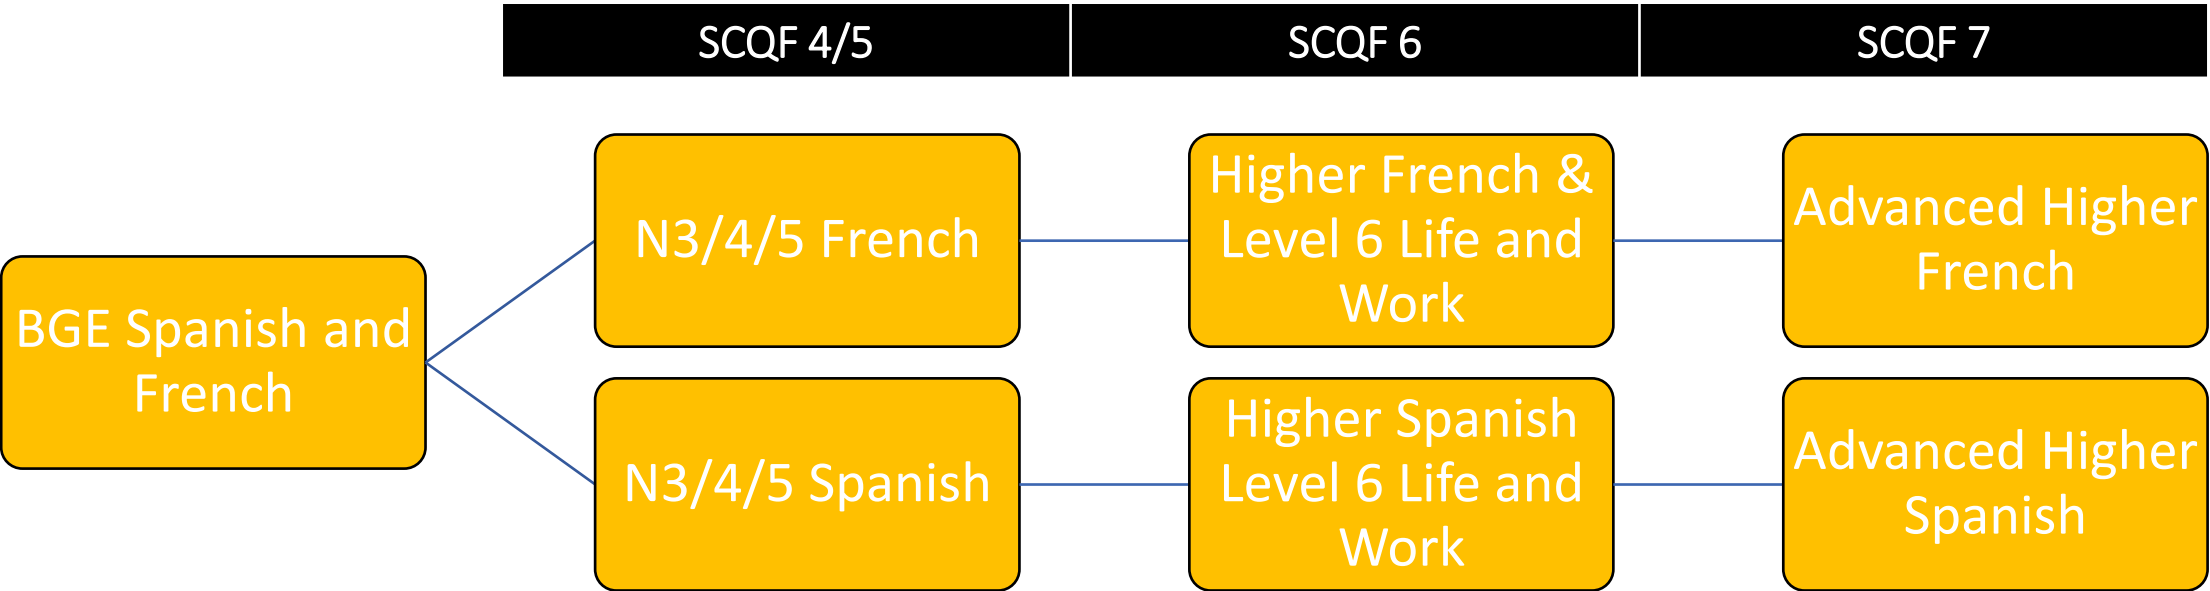 SCQF 4/5
SCQF 6
SCQF 7
BGE Spanish and
French
N3/4/5 French
Higher French &
Level 6 Life and
Work
Advanced Higher
French
N3/4/5 Spanish
Higher Spanish
Level 6 Life and
Work
Advanced Higher
Spanish